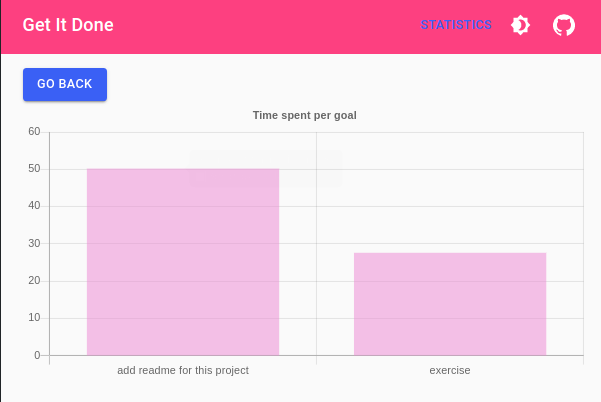 Get It Done
STATISTICS
GO BACK
Time spent per goal
60
50
40
30
20
10
0
add readme for this project
exercise